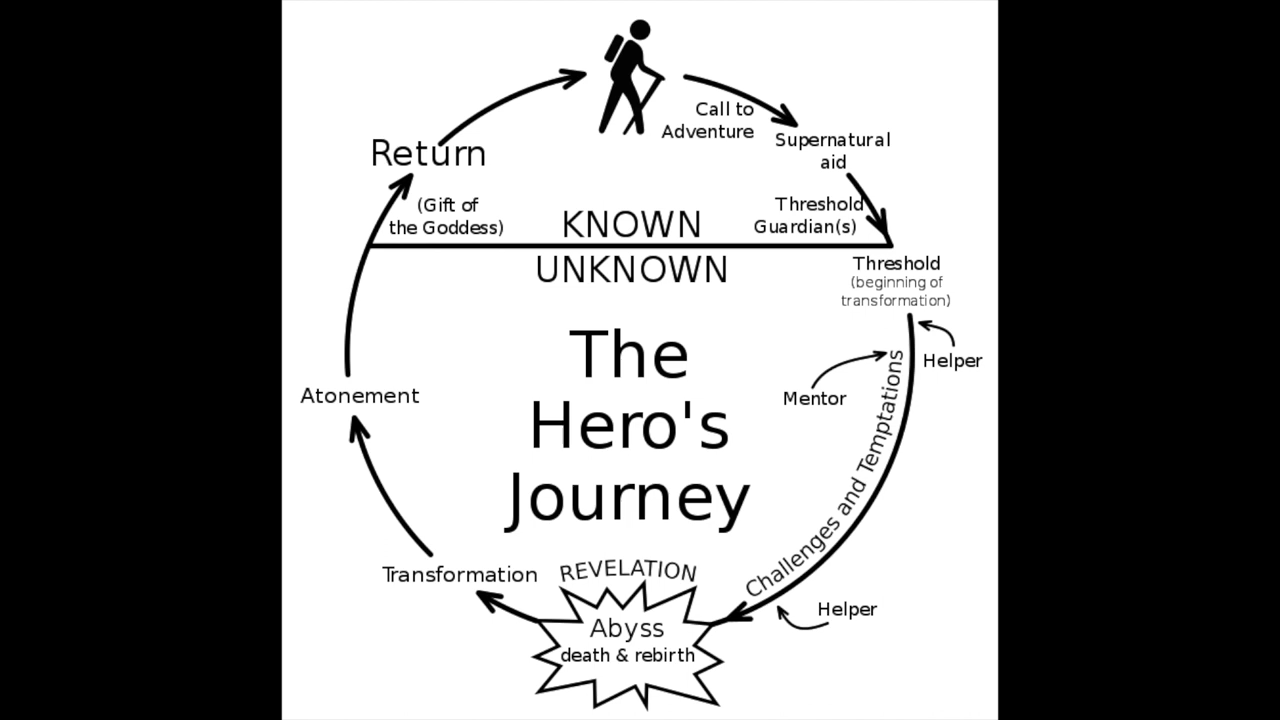 Call to
Adventure
Supernatural
aid
Return
(Gift of
the Goddess)
KNOWN
Threshold
Guardian(s)
UNKNOWN
Threshold
(beginning of
transformation)
Helper
Mentor
Challenges and Temptations
The
Hero's
Journey
Atonement
Transformation
REVELATION
Abyss
death & rebirth
Helper